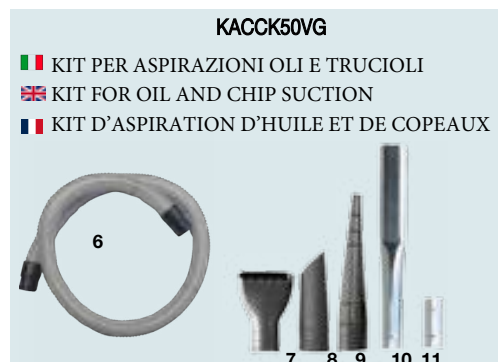 KACCK50VG
KIT PER ASPIRAZIONI OLI E TRUCIOLI
KIT FOR OIL AND CHIP SUCTION
KIT D’ASPIRATION D’HUILE ET DE COPEAUX
6
7 8 9 10 11